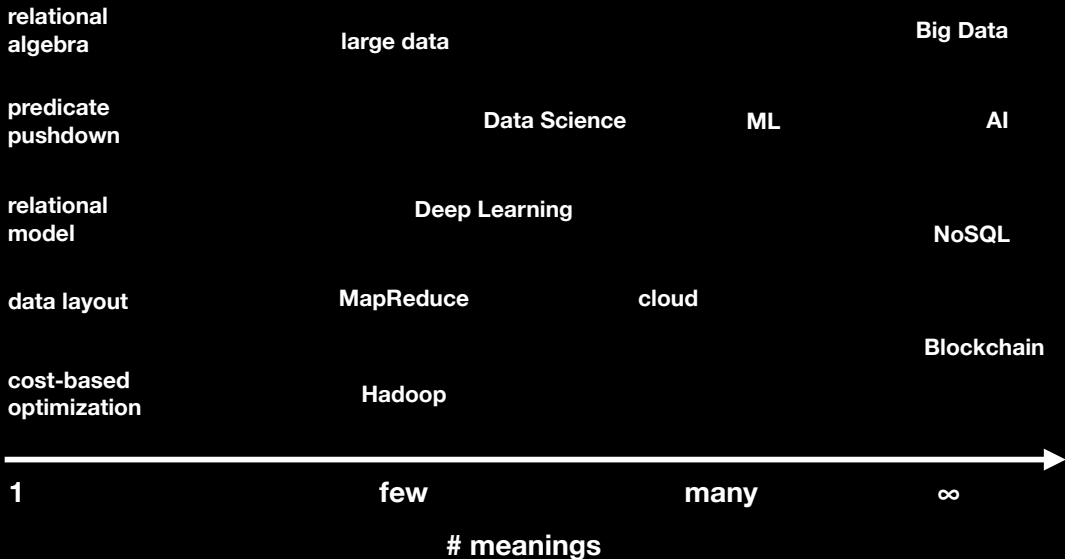 relational
algebra
large data
Big Data
predicate
pushdown
Data Science
ML
AI
relational
model
Deep Learning
NoSQL
data layout
MapReduce
cloud
Blockchain
cost-based
optimization
Hadoop
1
few
many
∞
# meanings